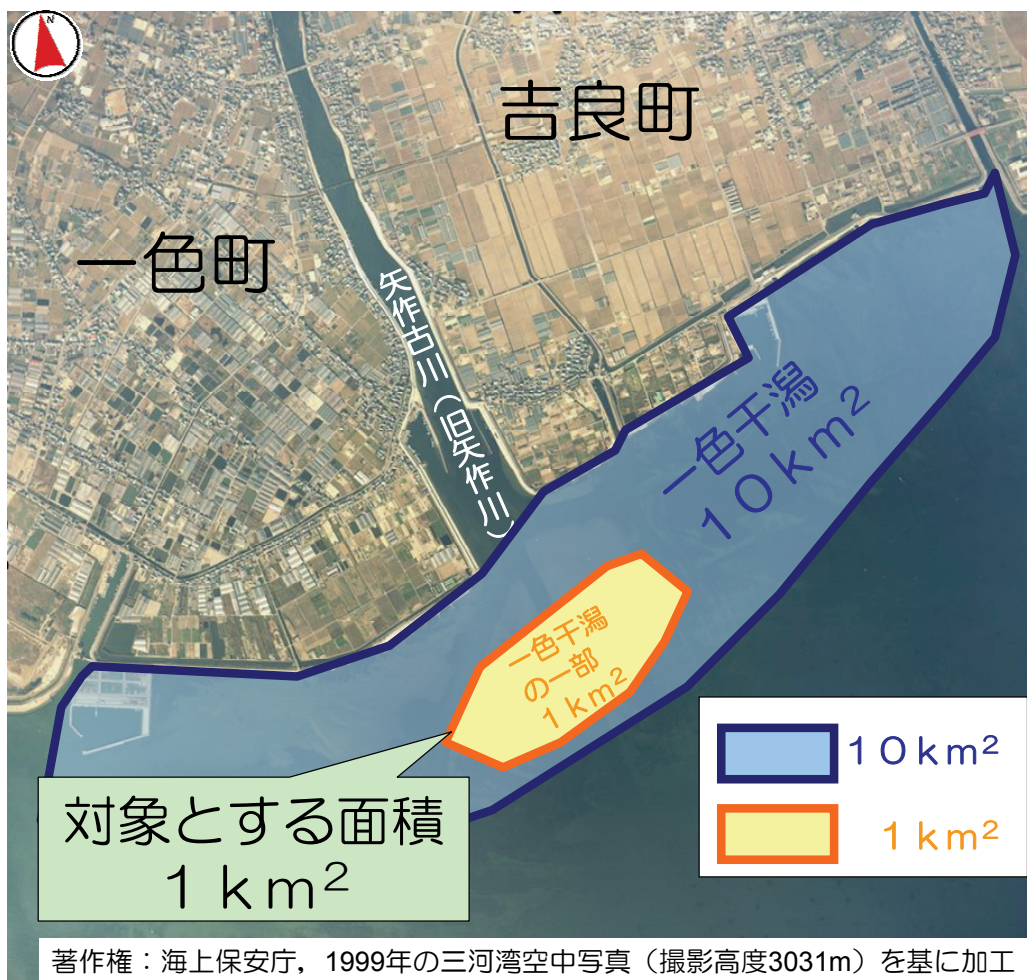 N
吉良町
一色町
矢作古川（旧矢作川）
一色干潟
１０ｋｍ²
一色干潟
の一部
１ｋｍ²
対象とする面積
１ｋｍ²
１０ｋｍ²
１ｋｍ²
著作権：海上保安庁，1999年の三河湾空中写真（撮影高度3031m）を基に加工